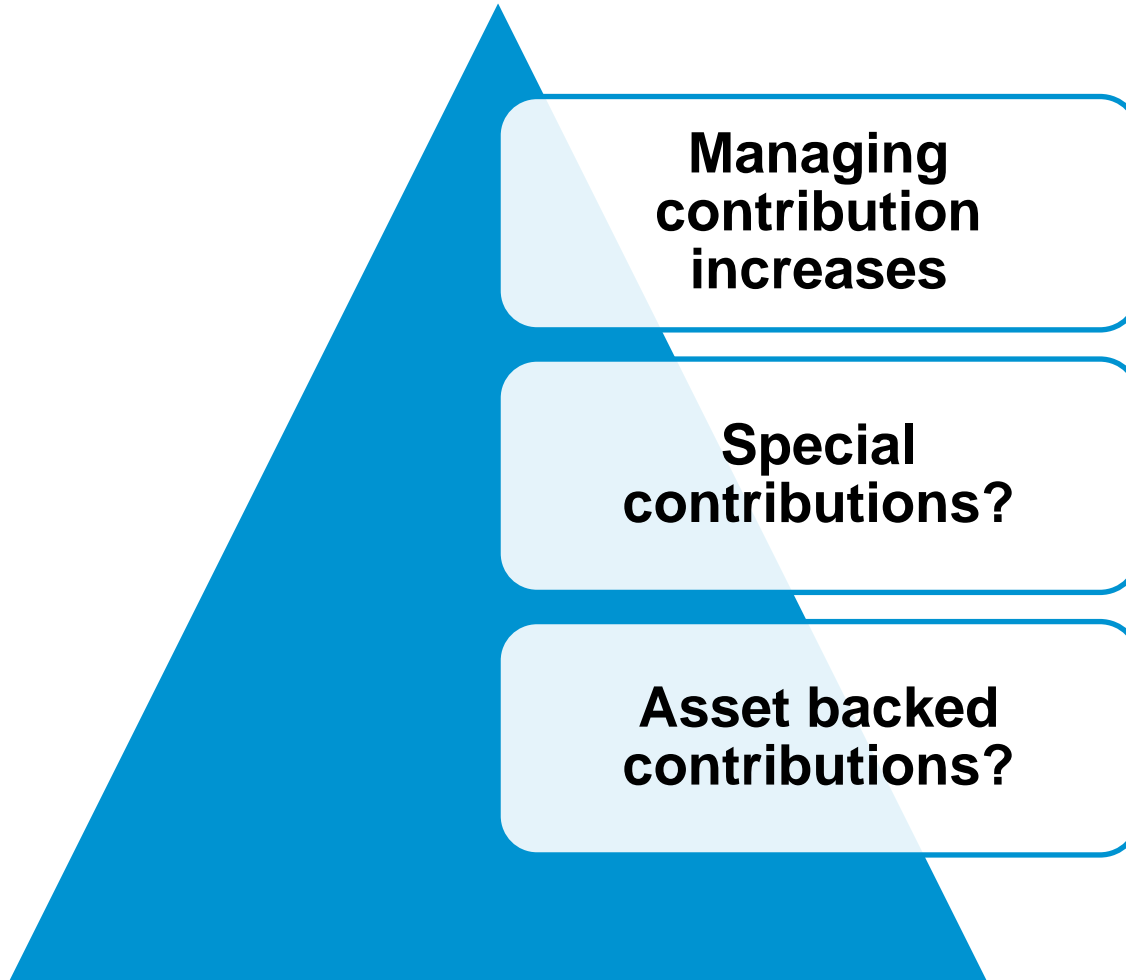 Managing
contribution
increases
Special
contributions?
Asset backed
contributions?